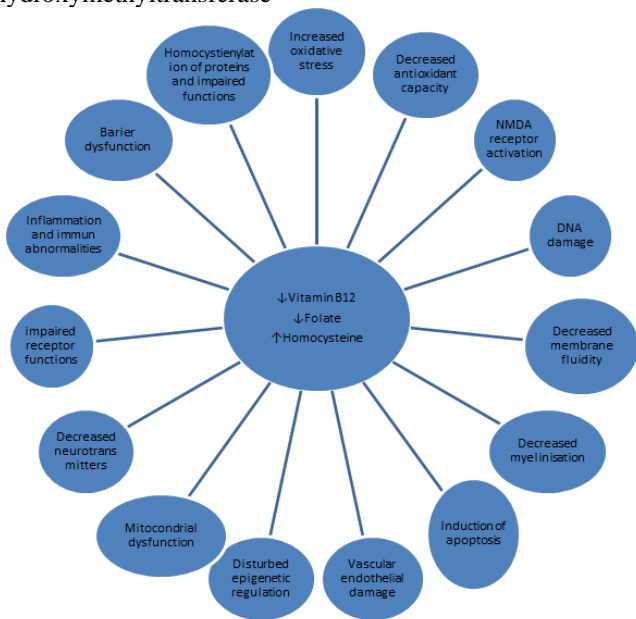 hydroxymethyltransferase
Increased
oxidative
stress
Decreased
antioxidant
capacity
NMDA
receptor
activation
DNA
damage
Decreased
membrane
fluidity
Decreased
myelinisation
Induction of
apoptosis
Vascular
endothelial
damage
Disturbed
epigenetic
regulation
Mitocondrial
dysfunction
Decreased
neurotrans
mitters
impaired
receptor
functions
Inflammation
and immun
abnormalities
Barier
dysfunction
Homocystienylat
ion of proteins
and impaired
functions
↓Vitamin B12
↓Folate
↑Homocysteine